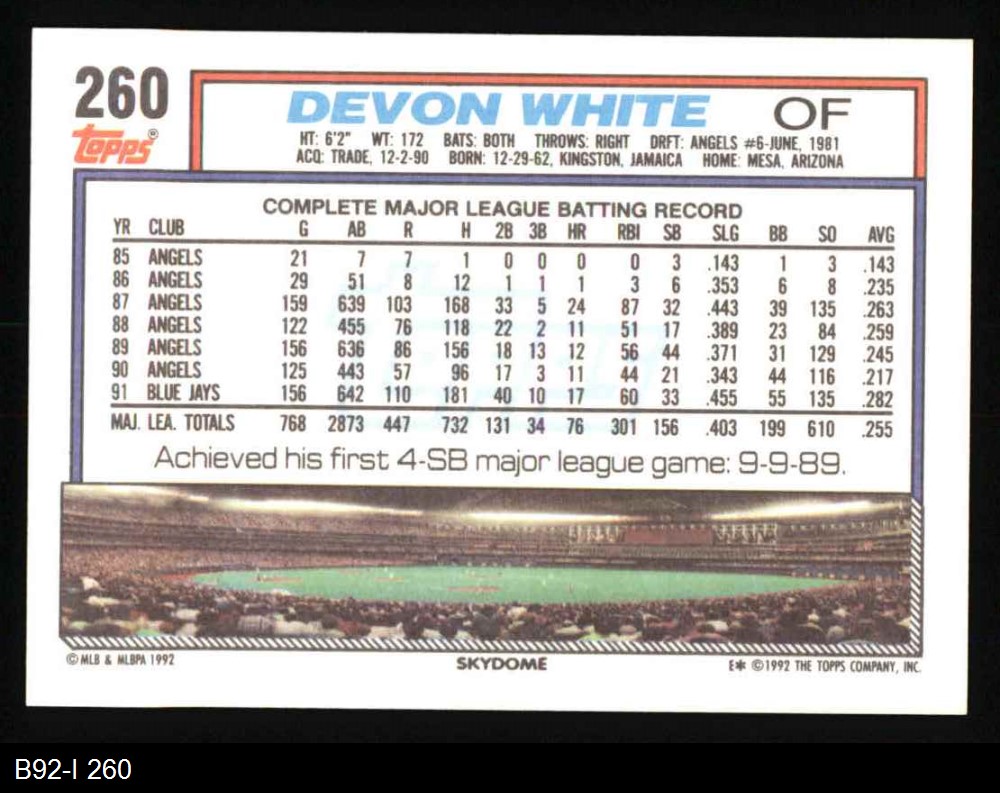 260
Topps®
DEVON WHITE OF
HT: 6'2" WT: 172 BATS: BOTH THROWS: RIGHT DRFT: ANGELS #6-JUNE, 1981
ACQ: TRADE, 12-2-90 BORN: 12-29-62, KINGSTON, JAMAICA HOME: MESA, ARIZONA
COMPLETE MAJOR LEAGUE BATTING RECORD
YR CLUB G AB R H 2B 3B HR RBI SB SLG BB SO AVG
85 ANGELS 21 7 7 1 0 0 0 0 3 .143 1 3 .143
86 ANGELS 29 51 8 12 1 1 1 3 6 .353 6 8 .235
87 ANGELS 159 639 103 168 33 5 24 87 32 .443 39 135 .263
88 ANGELS 122 455 76 118 22 2 11 51 17 .389 23 84 .259
89 ANGELS 156 636 86 156 18 13 12 56 44 .371 31 129 .245
90 ANGELS 125 443 57 96 17 3 11 44 21 .343 44 116 .217
91 BLUE JAYS 156 642 110 181 40 10 17 60 33 .455 55 135 .282
MAJ. LEA. TOTALS 768 2873 447 732 131 34 76 301 156 .403 199 610 .255
Achieved his first 4-SB major league game: 9-9-89.
© MLB & MLBPA 1992 SKYDOME E* © 1992 THE TOPPS COMPANY, INC.
B92-I 260